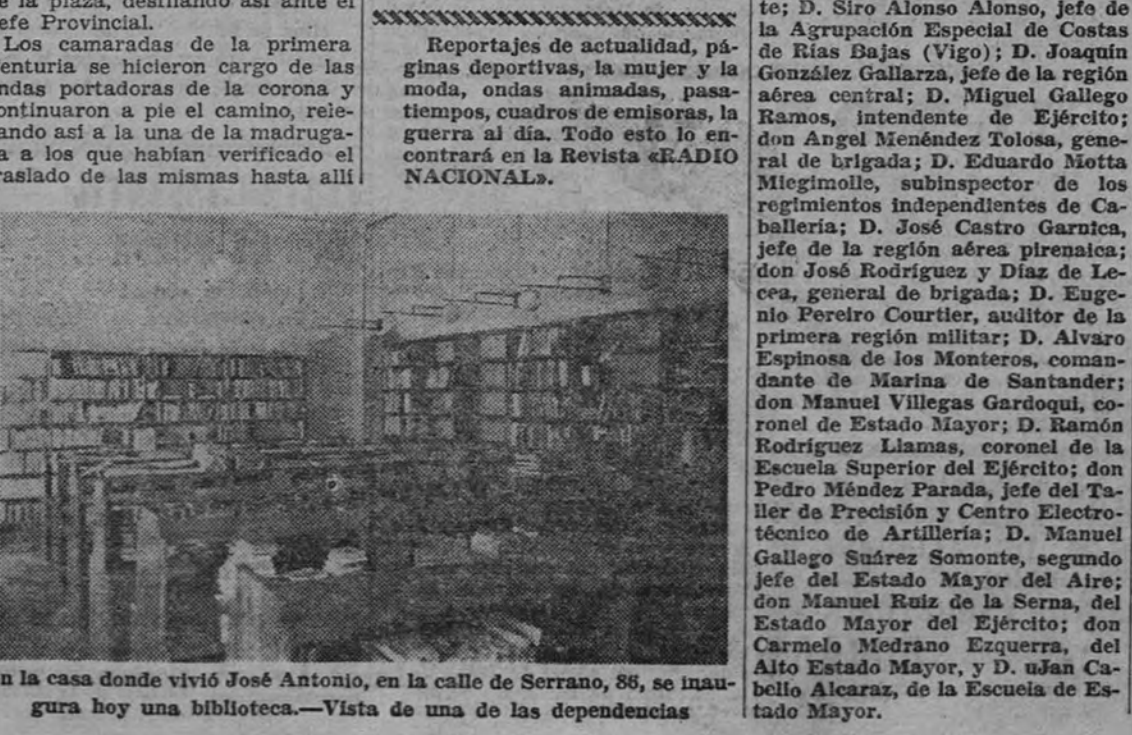 e la plaza, desfilando así ante el
efe Provincial.
Los camaradas de la primera
enturia se hicieron cargo de las
ndas portadoras de la corona y
ontinuaron a pie el camino, rele-
ando así a la una de la madruga-
a a los que habían verificado el
raslado de las mismas hasta allí
Reportajes de actualidad, pá-
ginas deportivas, la mujer y la
moda, ondas animadas, pasa-
tiempos, cuadros de emisoras, la
guerra al día. Todo esto lo en-
contrará en la Revista «RADIO
NACIONAL».
n la casa donde vivió José Antonio, en la calle de Serrano, 86, se inau-
gura hoy una biblioteca.—Vista de una de las dependencias
te; D. Siro Alonso Alonso, jefe de
la Agrupación Especial de Costas
de Rías Bajas (Vigo); D. Joaquín
González Gallarza, jefe de la región
aérea central; D. Miguel Gallego
Ramos, intendente de Ejército;
don Angel Menéndez Tolosa, gene-
ral de brigada; D. Eduardo Motta
Miegimolle, subinspector de los
regimientos independientes de Ca-
ballería; D. José Castro Garnica,
jefe de la región aérea pirenaica;
don José Rodríguez y Díaz de Le-
cea, general de brigada; D. Euge-
nio Pereiro Courtier, auditor de la
primera región militar; D. Alvaro
Espinosa de los Monteros, coman-
dante de Marina de Santander;
don Manuel Villegas Gardoqui, co-
ronel de Estado Mayor; D. Ramón
Rodríguez Llamas, coronel de la
Escuela Superior del Ejército; don
Pedro Méndez Parada, jefe del Ta-
ller de Precisión y Centro Electro-
técnico de Artillería; D. Manuel
Gallago Suárez Somonte, segundo
jefe del Estado Mayor del Aire;
don Manuel Ruiz de la Serna, del
Estado Mayor del Ejército; don
Carmelo Medrano Ezquerra, del
Alto Estado Mayor, y D. uJan Ca-
bello Alcaraz, de la Escuela de Es-
tado Mayor.